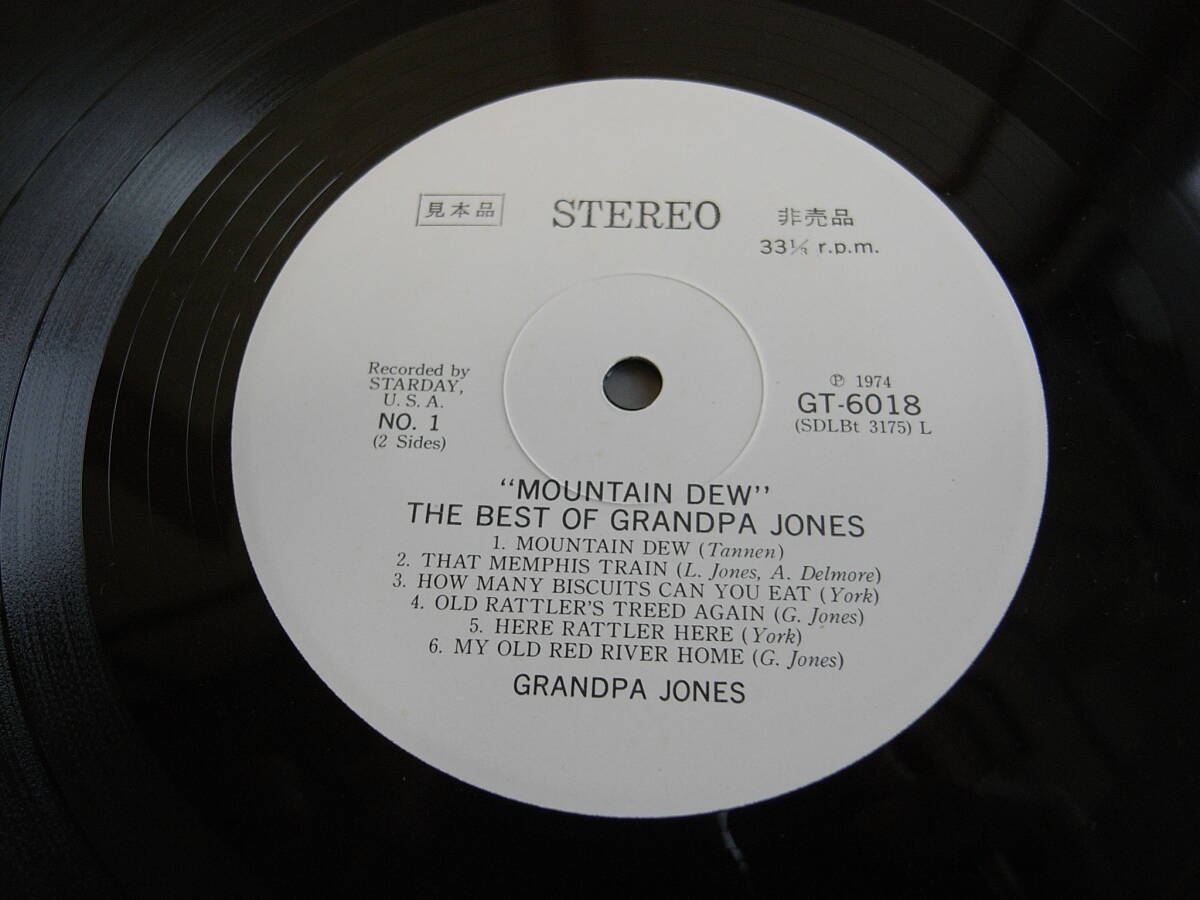 見本品 STEREO 非売品
33⅓ r.p.m.
Recorded by
STARDAY,
U. S. A.
NO. 1
(2 Sides)
℗ 1974
GT-6018
(SDLBt 3175) L
“MOUNTAIN DEW”
THE BEST OF GRANDPA JONES
1. MOUNTAIN DEW (Tannen)
2. THAT MEMPHIS TRAIN (L. Jones, A. Delmore)
3. HOW MANY BISCUITS CAN YOU EAT (York)
4. OLD RATTLER'S TREED AGAIN (G. Jones)
5. HERE RATTLER HERE (York)
6. MY OLD RED RIVER HOME (G. Jones)
GRANDPA JONES